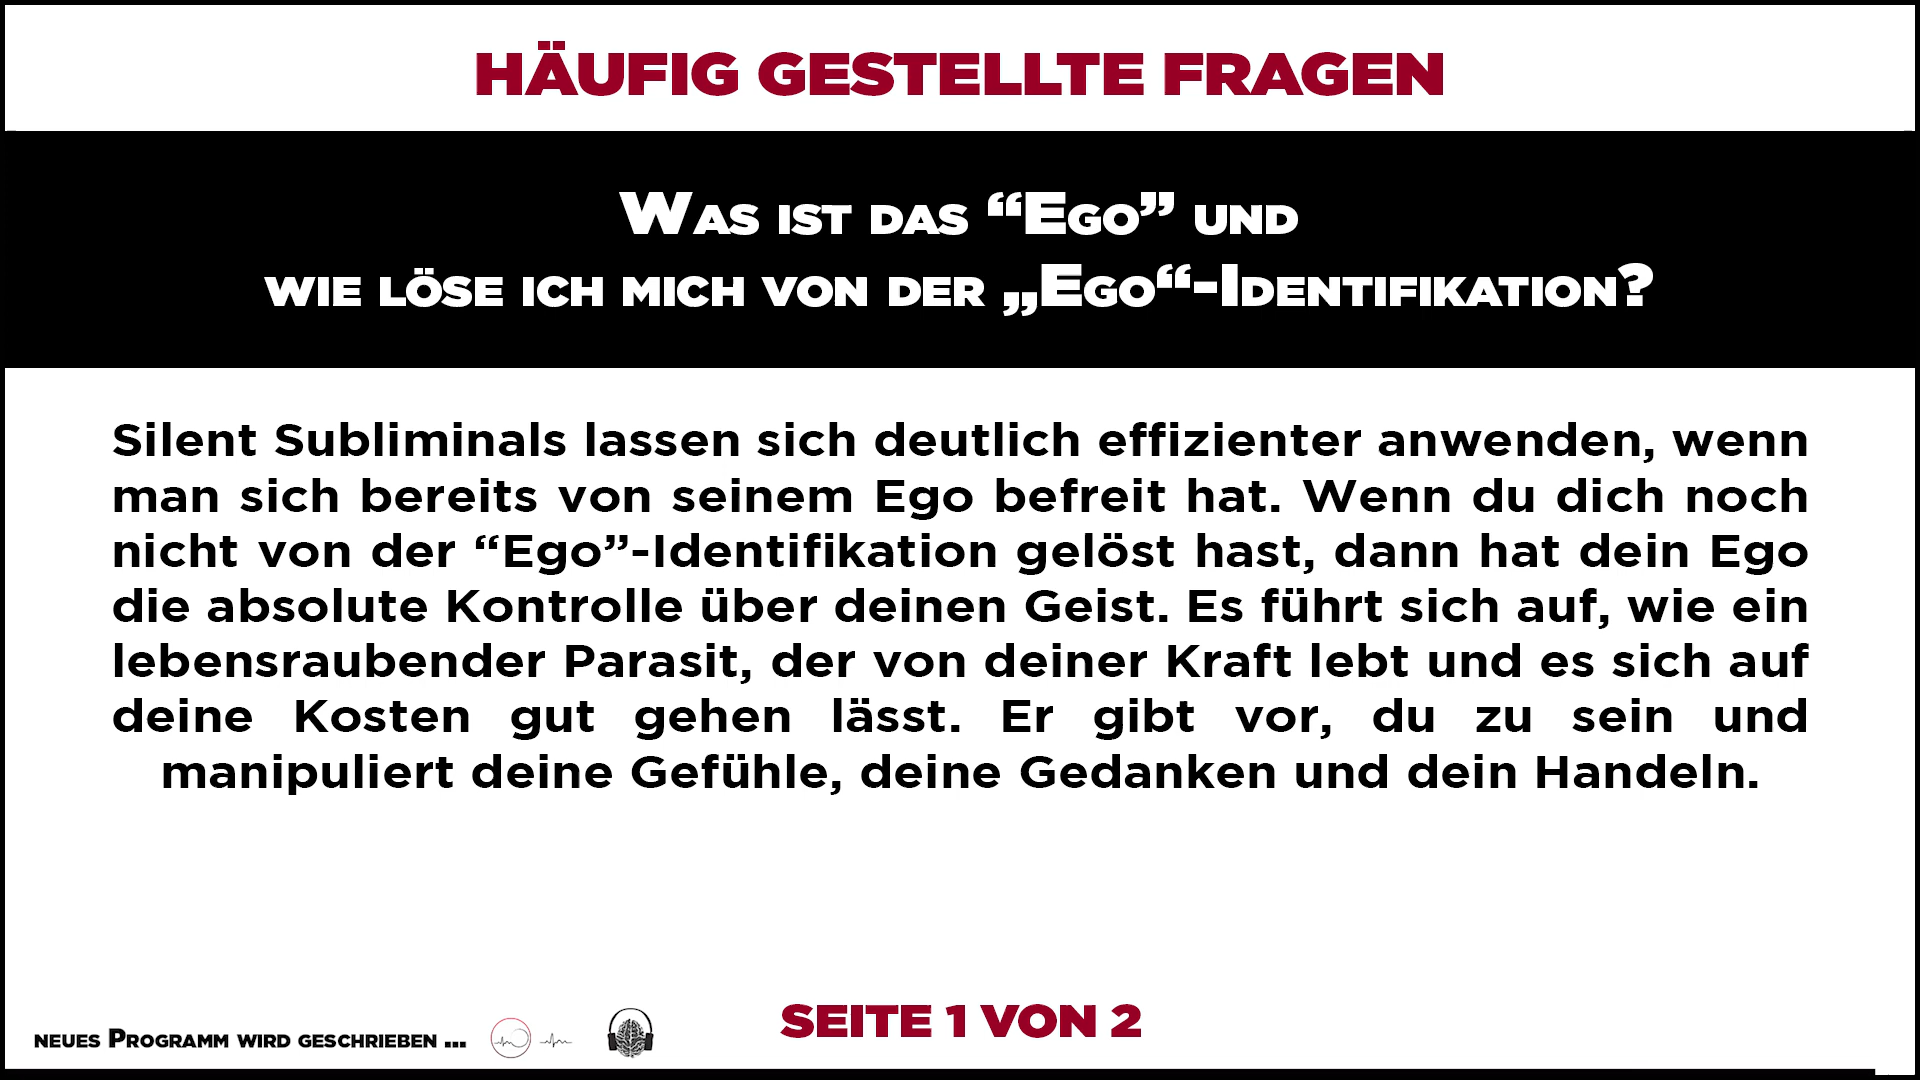 HÄUFIG GESTELLTE FRAGEN
Was ist das “Ego” und
wie löse ich mich von der „Ego“-Identifikation?
Silent Subliminals lassen sich deutlich effizienter anwenden, wenn
man sich bereits von seinem Ego befreit hat. Wenn du dich noch
nicht von der “Ego”-Identifikation gelöst hast, dann hat dein Ego
die absolute Kontrolle über deinen Geist. Es führt sich auf, wie ein
lebensraubender Parasit, der von deiner Kraft lebt und es sich auf
deine Kosten gut gehen lässt. Er gibt vor, du zu sein und
manipuliert deine Gefühle, deine Gedanken und dein Handeln.
neues Programm wird geschrieben ...
SEITE 1 VON 2